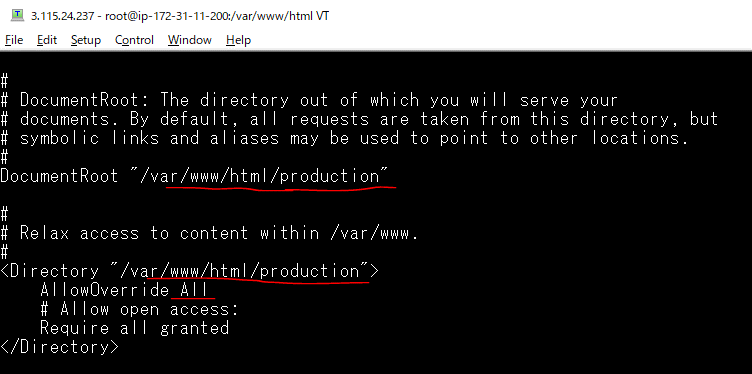 3.115.24.237 - root@ip-172-31-11-200:/var/www/html VT
File Edit Setup Control Window Help
#
# DocumentRoot: The directory out of which you will serve your
# documents. By default, all requests are taken from this directory, but
# symbolic links and aliases may be used to point to other locations.
#
DocumentRoot "/var/www/html/production"
#
# Relax access to content within /var/www.
#
<Directory "/var/www/html/production">
    AllowOverride All
    # Allow open access:
    Require all granted
</Directory>